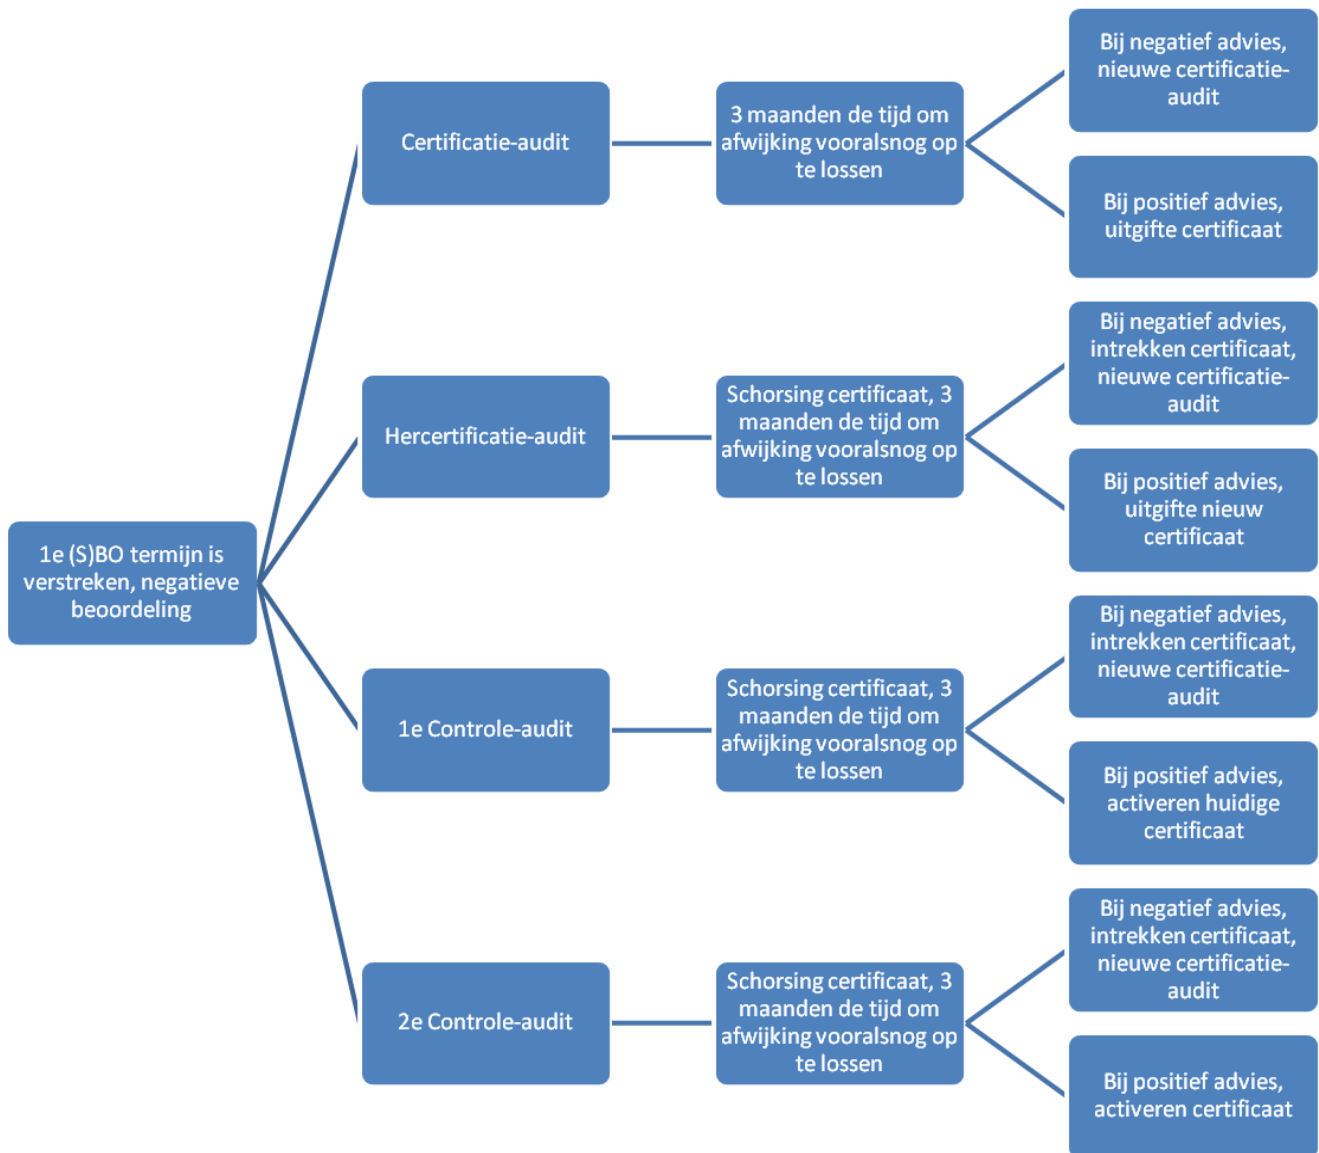 1e (S)BO termijn is
verstreken, negatieve
beoordeling
Certificatie-audit
3 maanden de tijd om
afwijking vooralsnog op
te lossen
Bij negatief advies,
nieuwe certificatie-
audit
Bij positief advies,
uitgifte certificaat
Hercertificatie-audit
Schorsing certificaat, 3
maanden de tijd om
afwijking vooralsnog op
te lossen
Bij negatief advies,
intrekken certificaat,
nieuwe certificatie-
audit
Bij positief advies,
uitgifte nieuw
certificaat
1e Controle-audit
Schorsing certificaat, 3
maanden de tijd om
afwijking vooralsnog op
te lossen
Bij negatief advies,
intrekken certificaat,
nieuwe certificatie-
audit
Bij positief advies,
activeren huidige
certificaat
2e Controle-audit
Schorsing certificaat, 3
maanden de tijd om
afwijking vooralsnog op
te lossen
Bij negatief advies,
intrekken certificaat,
nieuwe certificatie-
audit
Bij positief advies,
activeren certificaat